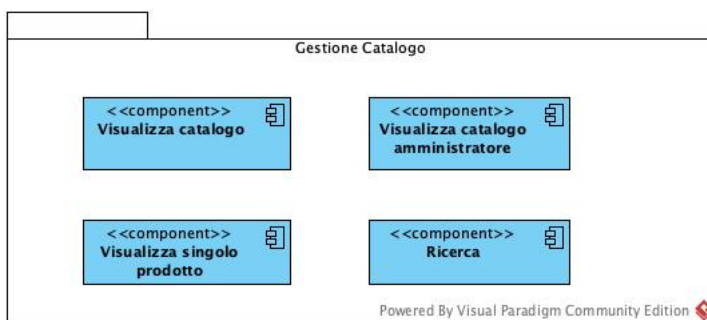 Gestione Catalogo
<<component>>
Visualizza catalogo
<<component>>
Visualizza catalogo
amministratore
<<component>>
Visualizza singolo
prodotto
<<component>>
Ricerca
Powered By Visual Paradigm Community Edition